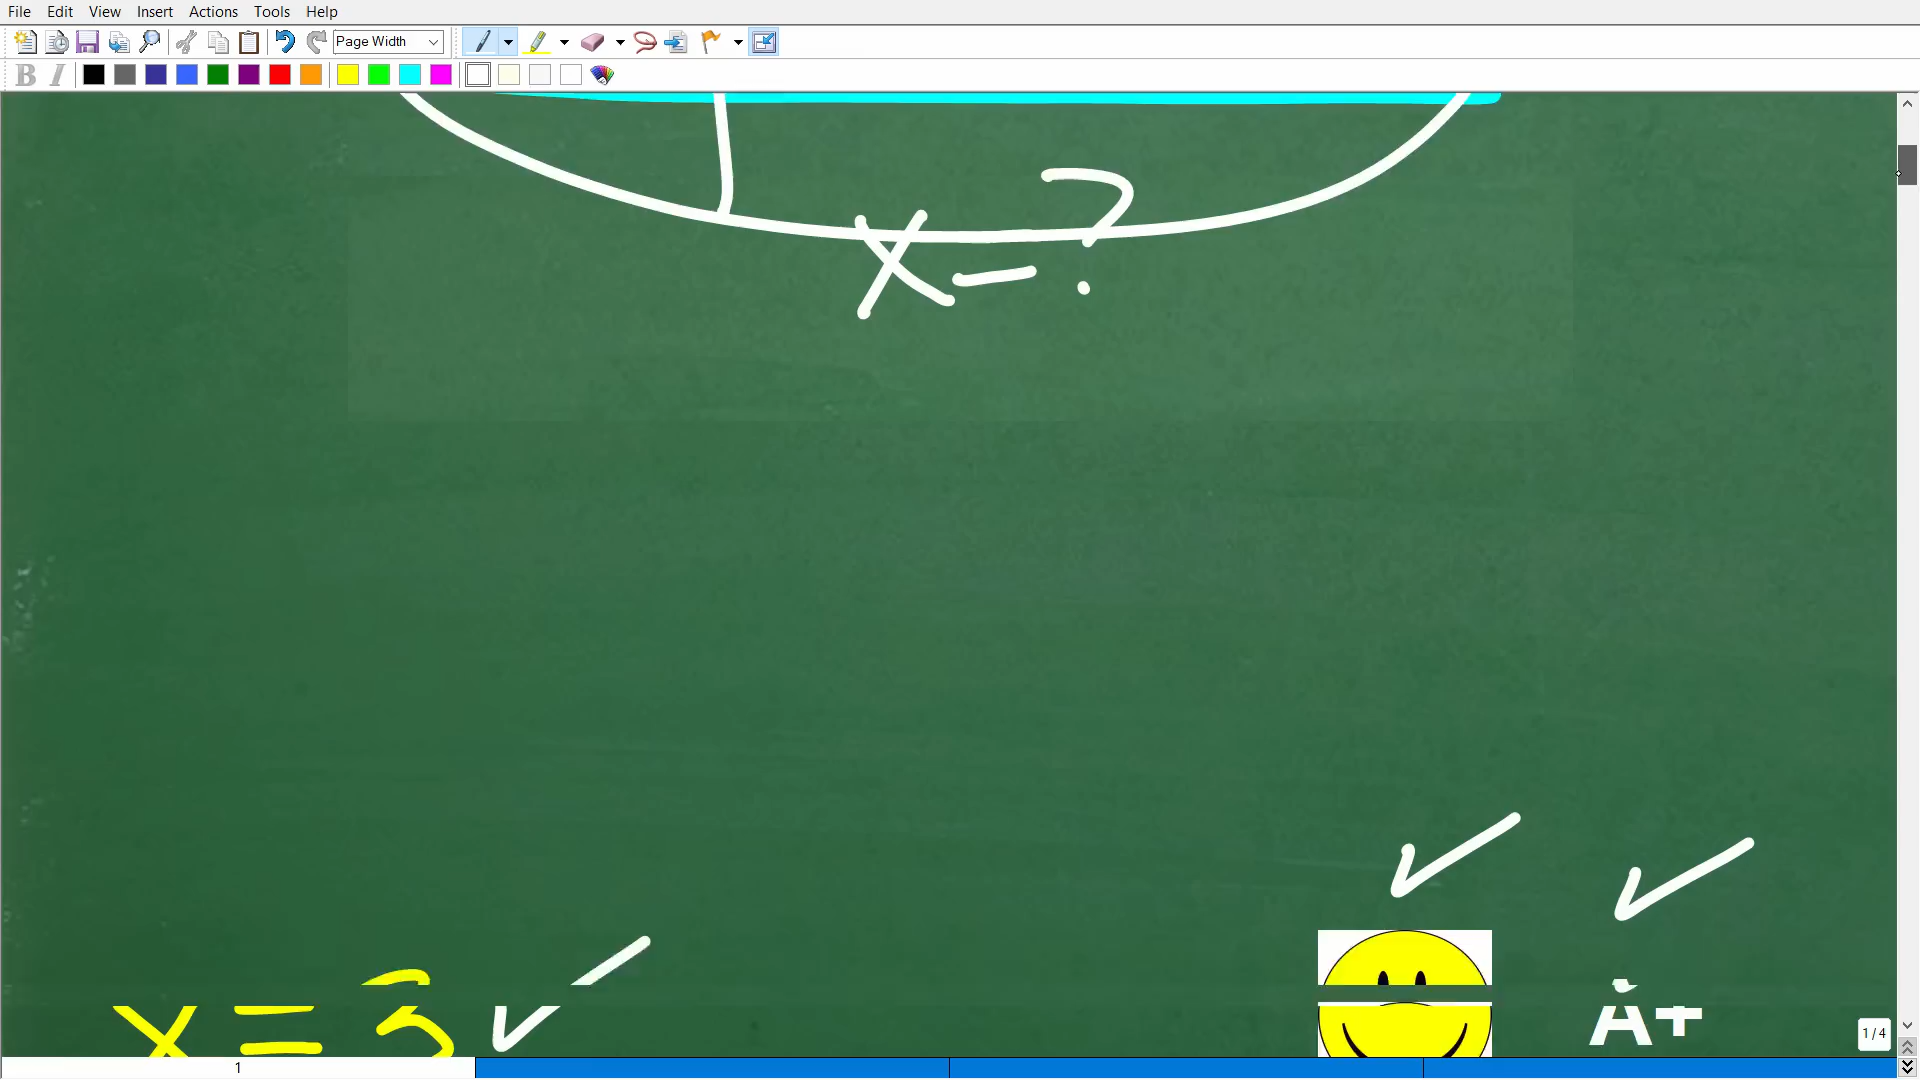 File Edit View Insert Actions Tools Help
Page Width
B I
x = ?
x = 3
A+
1 / 4
1